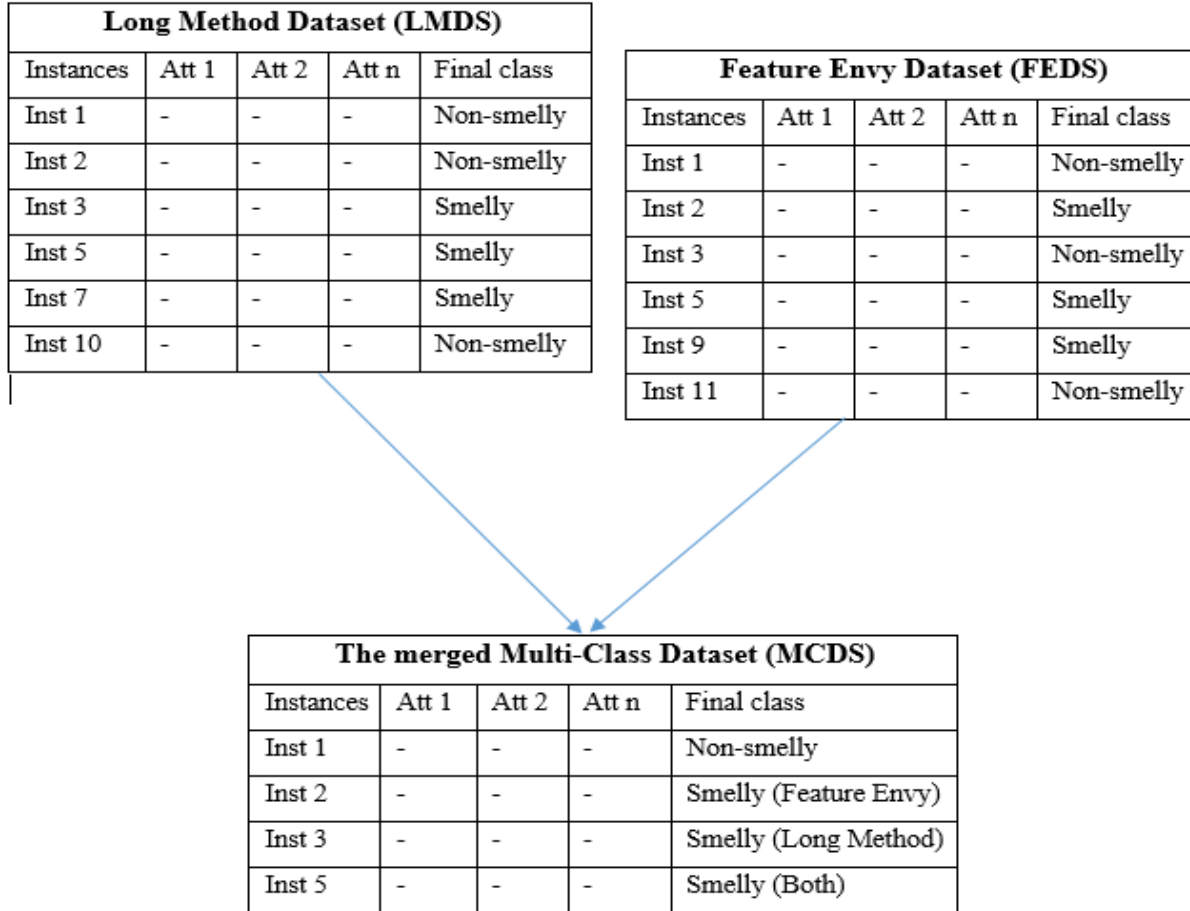 Long Method Dataset (LMDS)
Instances Att 1 Att 2 Att n Final class
Inst 1 - - - Non-smelly
Inst 2 - - - Non-smelly
Inst 3 - - - Smelly
Inst 5 - - - Smelly
Inst 7 - - - Smelly
Inst 10 - - - Non-smelly
Feature Envy Dataset (FEDS)
Instances Att 1 Att 2 Att n Final class
Inst 1 - - - Non-smelly
Inst 2 - - - Smelly
Inst 3 - - - Non-smelly
Inst 5 - - - Smelly
Inst 9 - - - Smelly
Inst 11 - - - Non-smelly
The merged Multi-Class Dataset (MCDS)
Instances Att 1 Att 2 Att n Final class
Inst 1 - - - Non-smelly
Inst 2 - - - Smelly (Feature Envy)
Inst 3 - - - Smelly (Long Method)
Inst 5 - - - Smelly (Both)